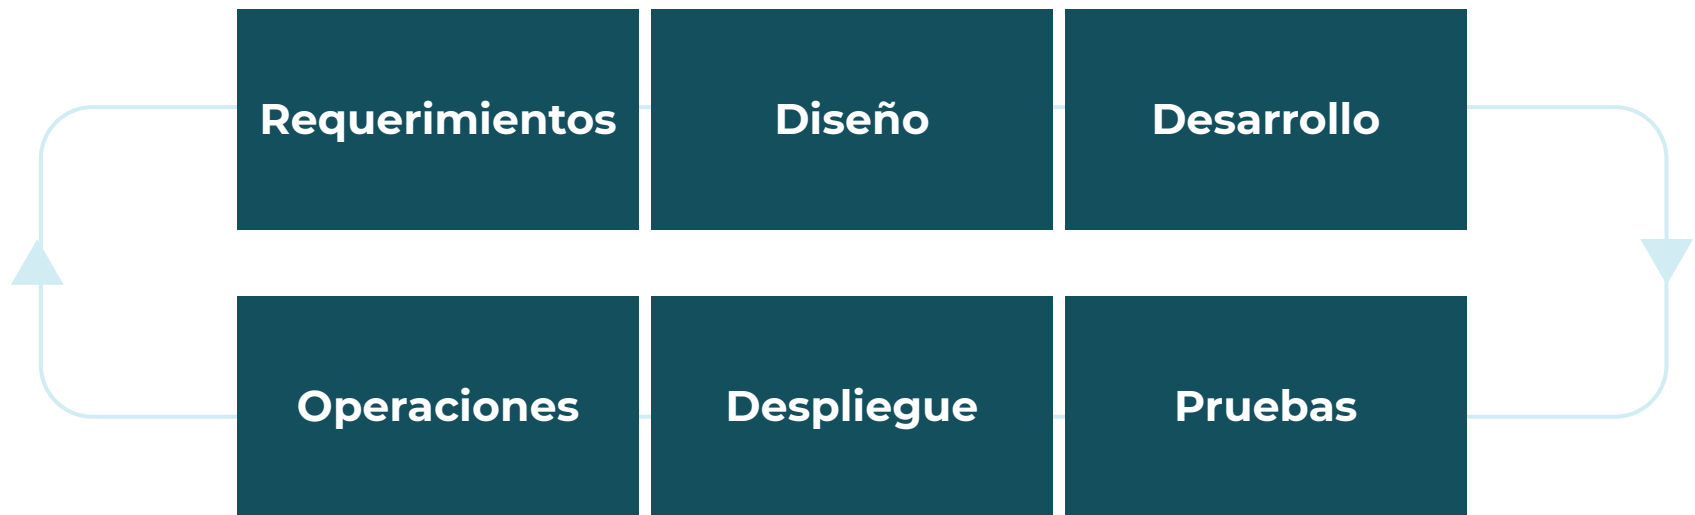 Requerimientos
Diseño
Desarrollo
Operaciones
Despliegue
Pruebas